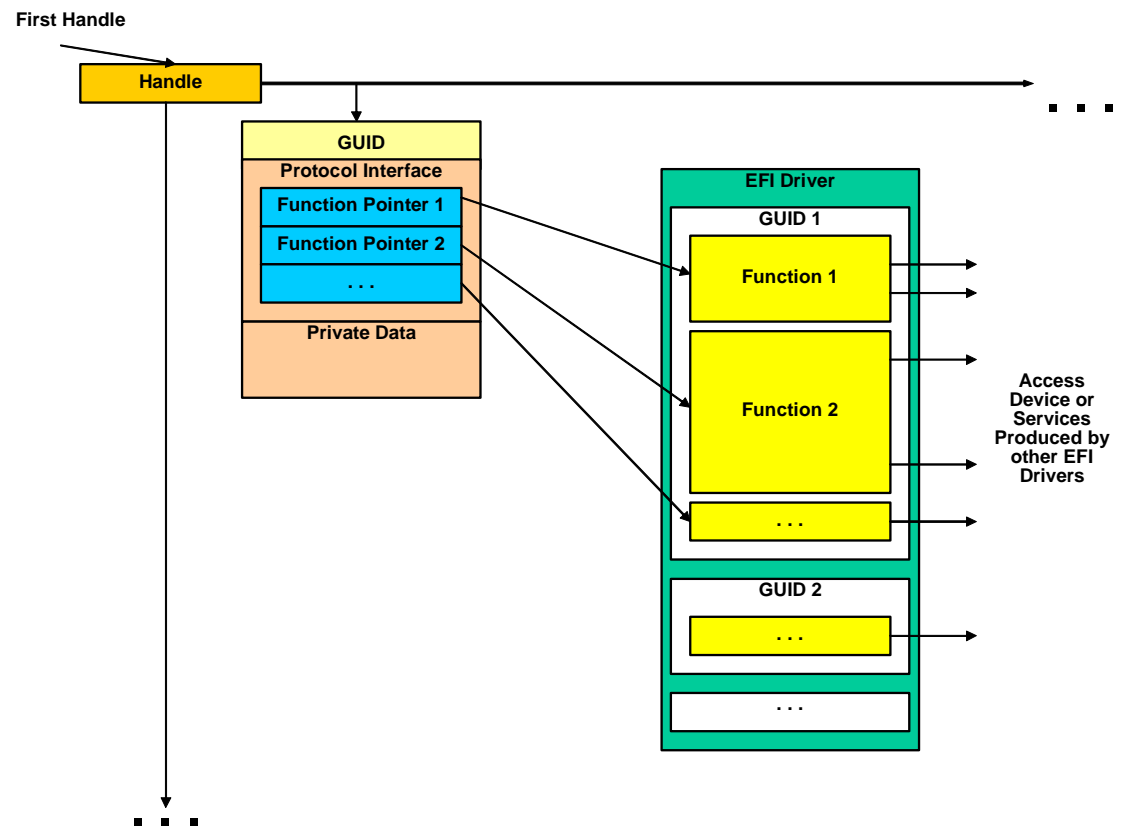 First Handle
Handle
. . .
GUID
Protocol Interface
Function Pointer 1
Function Pointer 2
. . .
Private Data
EFI Driver
GUID 1
Function 1
Function 2
. . .
GUID 2
. . .
. . .
Access
Device or
Services
Produced by
other EFI
Drivers
. . .